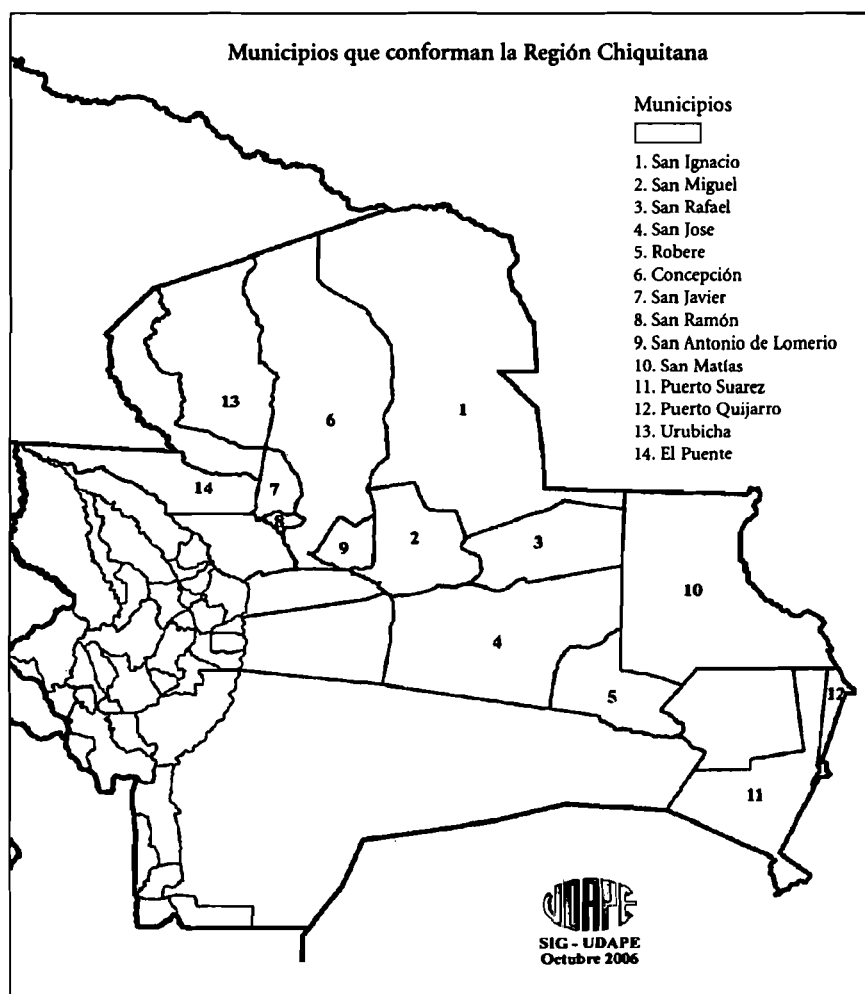 Municipios que conforman la Región Chiquitana
Municipios
1. San Ignacio
2. San Miguel
3. San Rafael
4. San Jose
5. Robere
6. Concepción
7. San Javier
8. San Ramón
9. San Antonio de Lomerio
10. San Matías
11. Puerto Suarez
12. Puerto Quijarro
13. Urubicha
14. El Puente
13
6
1
14
7
8
9
2
3
10
4
5
12
11
UDAPE
SIG - UDAPE
Octubre 2006